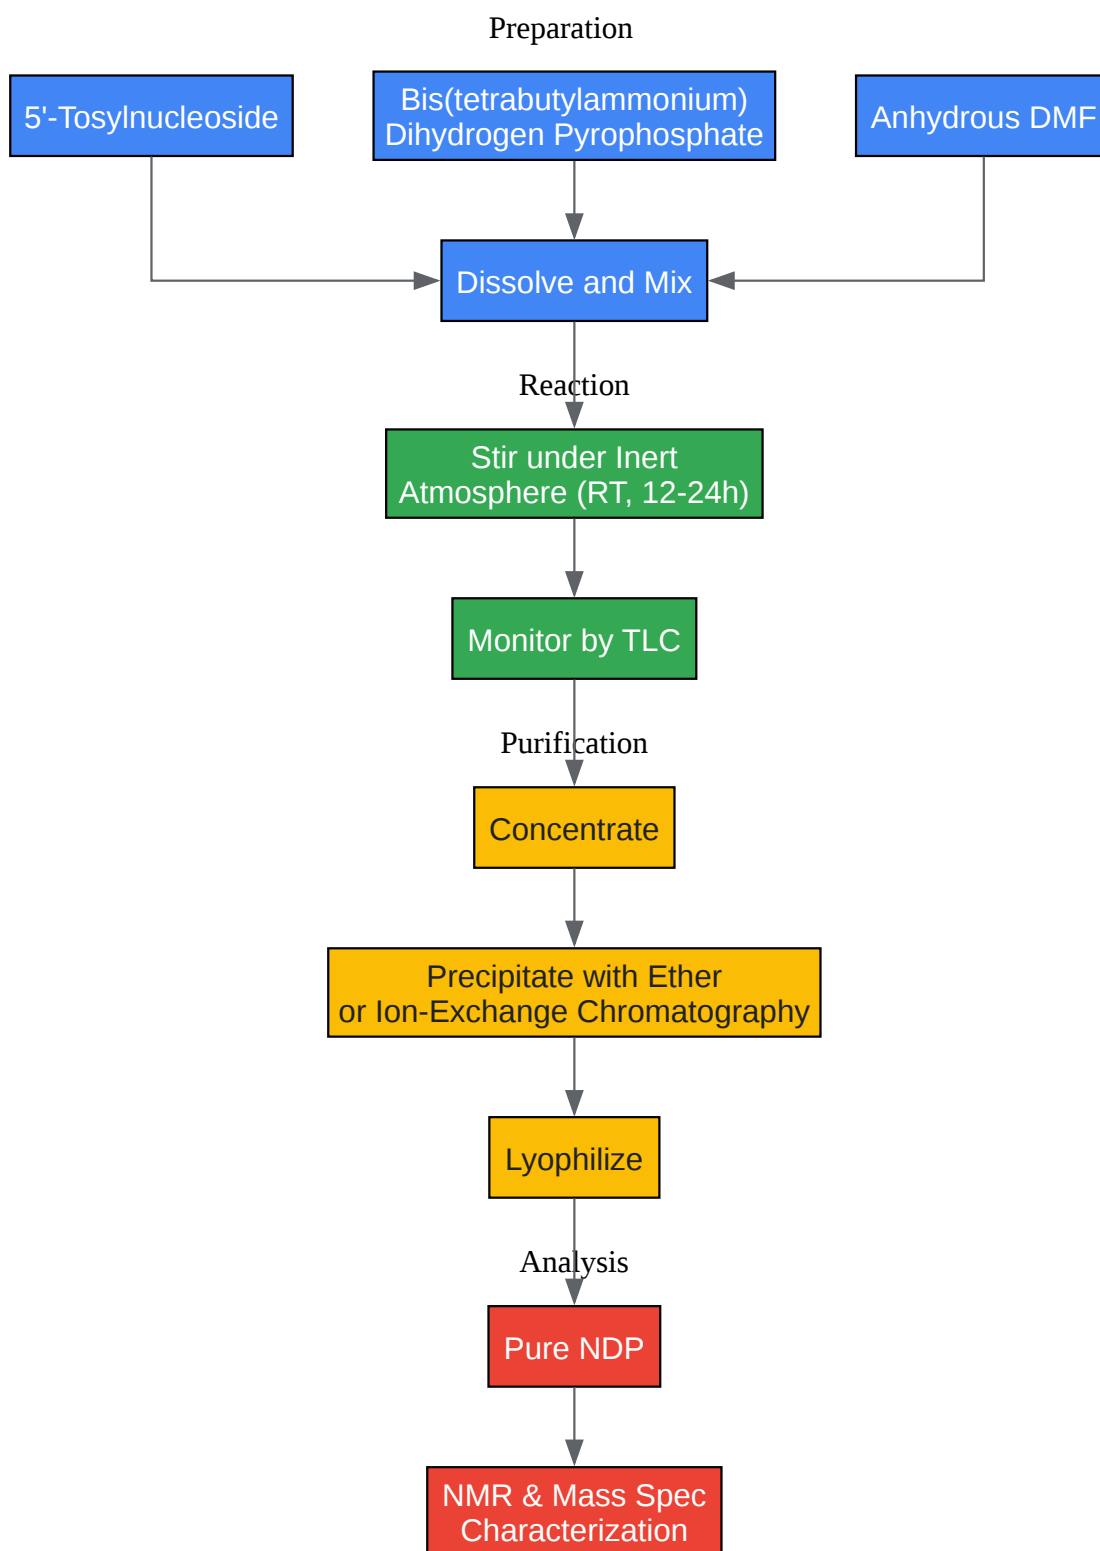 Preparation
5'-Tosylnucleoside
Bis(tetrabutylammonium)
Dihydrogen Pyrophosphate
Anhydrous DMF
Dissolve and Mix
Reaction
Stir under Inert
Atmosphere (RT, 12-24h)
Monitor by TLC
Purification
Concentrate
Precipitate with Ether
or Ion-Exchange Chromatography
Lyophilize
Analysis
Pure NDP
NMR & Mass Spec
Characterization